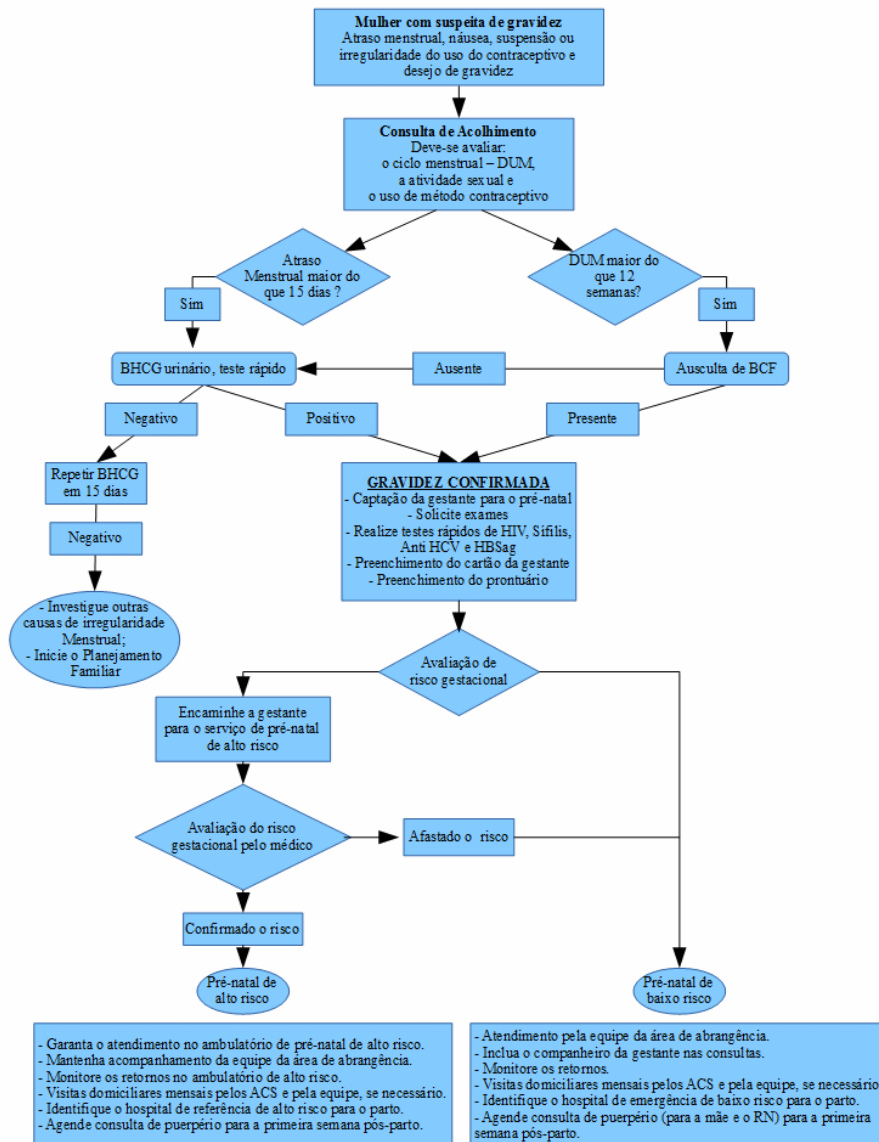 Mulher com suspeita de gravidez
Atraso menstrual, náusea, suspensão ou
irregularidade do uso do contraceptivo e
desejo de gravidez
Consulta de Acolhimento
Deve-se avaliar:
o ciclo menstrual – DUM,
a atividade sexual e
o uso de método contraceptivo
Atraso
Menstrual maior do
que 15 dias ?
DUM maior do
que 12
semanas?
Sim
Sim
BHCG urinário, teste rápido
Ausente
Ausculta de BCF
Negativo
Positivo
Presente
Repetir BHCG
em 15 dias
Negativo
- Investigue outras
causas de irregularidade
Menstrual;
- Inicie o Planejamento
Familiar
GRAVIDEZ CONFIRMADA
- Captação da gestante para o pré-natal
- Solicite exames
- Realize testes rápidos de HIV, Sífilis,
Anti HCV e HBSag
- Preenchimento do cartão da gestante
- Preenchimento do prontuário
Avaliação de
risco gestacional
Encaminhe a gestante
para o serviço de pré-natal
de alto risco
Avaliação do risco
gestacional pelo médico
Afastado o risco
Confirmado o risco
Pré-natal de
alto risco
Pré-natal de
baixo risco
- Garanta o atendimento no ambulatório de pré-natal de alto risco.
- Mantenha acompanhamento da equipe da área de abrangência.
- Monitore os retornos no ambulatório de alto risco.
- Visitas domiciliares mensais pelos ACS e pela equipe, se necessário.
- Identifique o hospital de referência de alto risco para o parto.
- Agende consulta de puerpério para a primeira semana pós-parto.
- Atendimento pela equipe da área de abrangência.
- Inclua o companheiro da gestante nas consultas.
- Monitore os retornos.
- Visitas domiciliares mensais pelos ACS e pela equipe, se necessário
- Identifique o hospital de emergência de baixo risco para o parto.
- Agende consulta de puerpério (para a mãe e o RN) para a primeira
semana pós-parto.